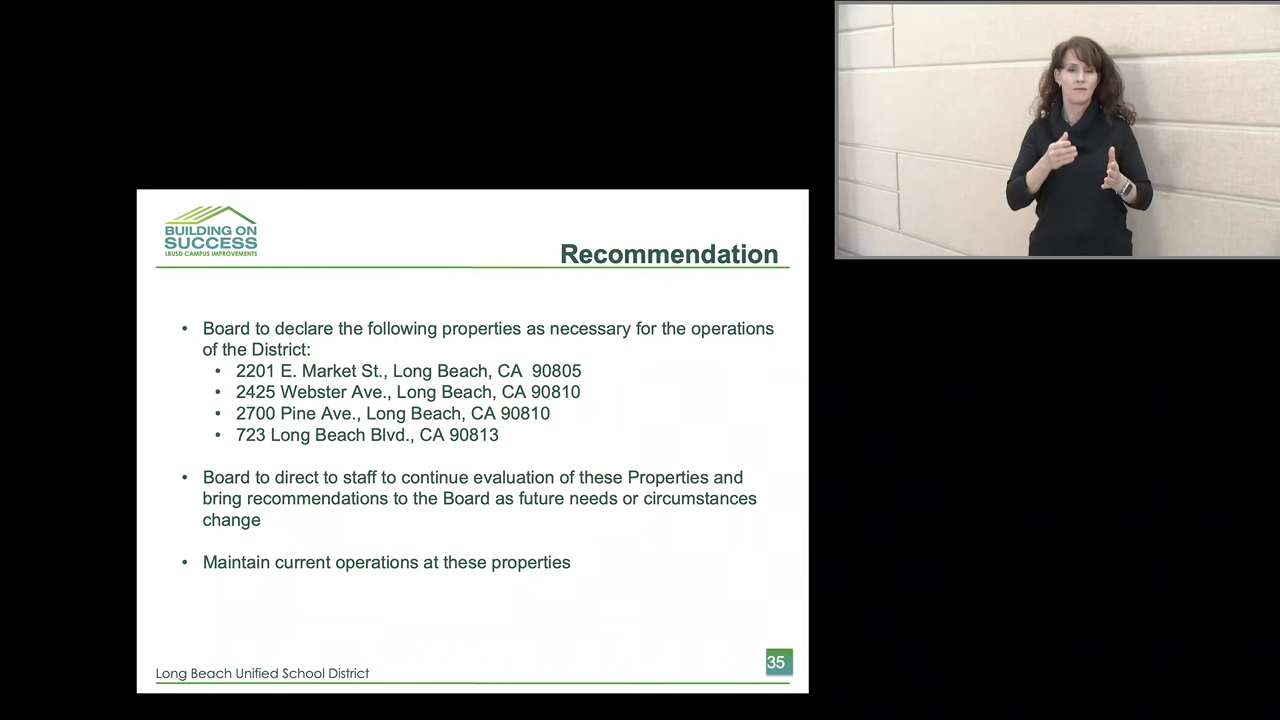 BUILDING ON
SUCCESS
LBUSD CAMPUS IMPROVEMENTS
Recommendation
• Board to declare the following properties as necessary for the operations
of the District:
• 2201 E. Market St., Long Beach, CA  90805
• 2425 Webster Ave., Long Beach, CA 90810
• 2700 Pine Ave., Long Beach, CA 90810
• 723 Long Beach Blvd., CA 90813
• Board to direct to staff to continue evaluation of these Properties and
bring recommendations to the Board as future needs or circumstances
change
• Maintain current operations at these properties
Long Beach Unified School District
35